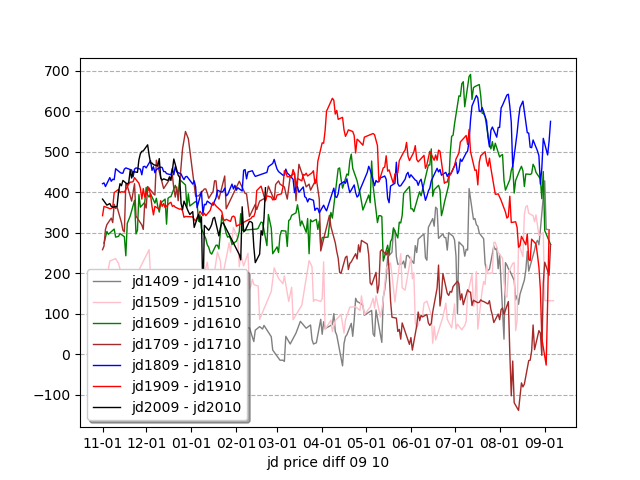 700
600
500
400
300
200
100
0
−100
jd1409 - jd1410
jd1509 - jd1510
jd1609 - jd1610
jd1709 - jd1710
jd1809 - jd1810
jd1909 - jd1910
jd2009 - jd2010
11-01 12-01 01-01 02-01 03-01 04-01 05-01 06-01 07-01 08-01 09-01
jd price diff 09 10